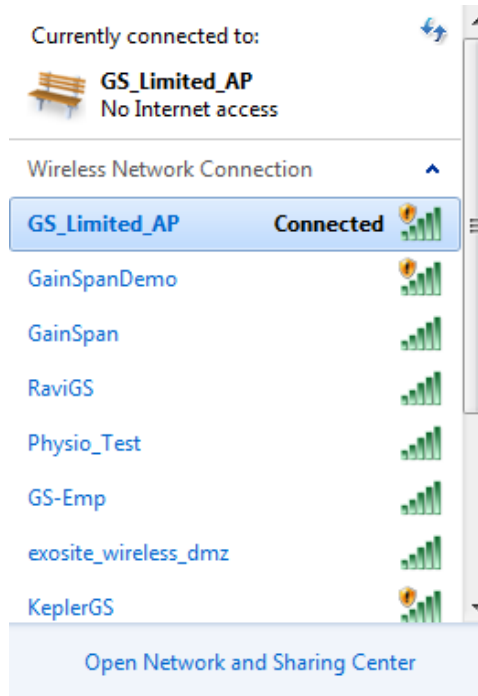 Currently connected to:
GS_Limited_AP
No Internet access
Wireless Network Connection
GS_Limited_AP Connected
GainSpanDemo
GainSpan
RaviGS
Physio_Test
GS-Emp
exosite_wireless_dmz
KeplerGS
Open Network and Sharing Center